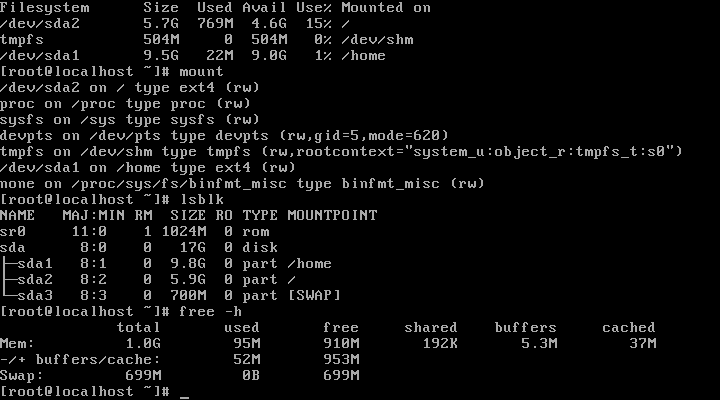 Filesystem      Size  Used Avail Use% Mounted on
/dev/sda2       5.7G  769M  4.6G  15% /
tmpfs           504M     0  504M   0% /dev/shm
/dev/sda1       9.5G   22M  9.0G   1% /home
[root@localhost ~]# mount
/dev/sda2 on / type ext4 (rw)
proc on /proc type proc (rw)
sysfs on /sys type sysfs (rw)
devpts on /dev/pts type devpts (rw,gid=5,mode=620)
tmpfs on /dev/shm type tmpfs (rw,rootcontext="system_u:object_r:tmpfs_t:s0")
/dev/sda1 on /home type ext4 (rw)
none on /proc/sys/fs/binfmt_misc type binfmt_misc (rw)
[root@localhost ~]# lsblk
NAME   MAJ:MIN RM  SIZE RO TYPE MOUNTPOINT
sr0     11:0    1 1024M  0 rom
sda      8:0    0   17G  0 disk
├─sda1   8:1    0  9.8G  0 part /home
├─sda2   8:2    0  5.9G  0 part /
└─sda3   8:3    0  700M  0 part [SWAP]
[root@localhost ~]# free -h
             total       used       free     shared    buffers     cached
Mem:          1.0G        95M       910M       192K       5.3M        37M
-/+ buffers/cache:        52M       953M
Swap:         699M         0B       699M
[root@localhost ~]# _